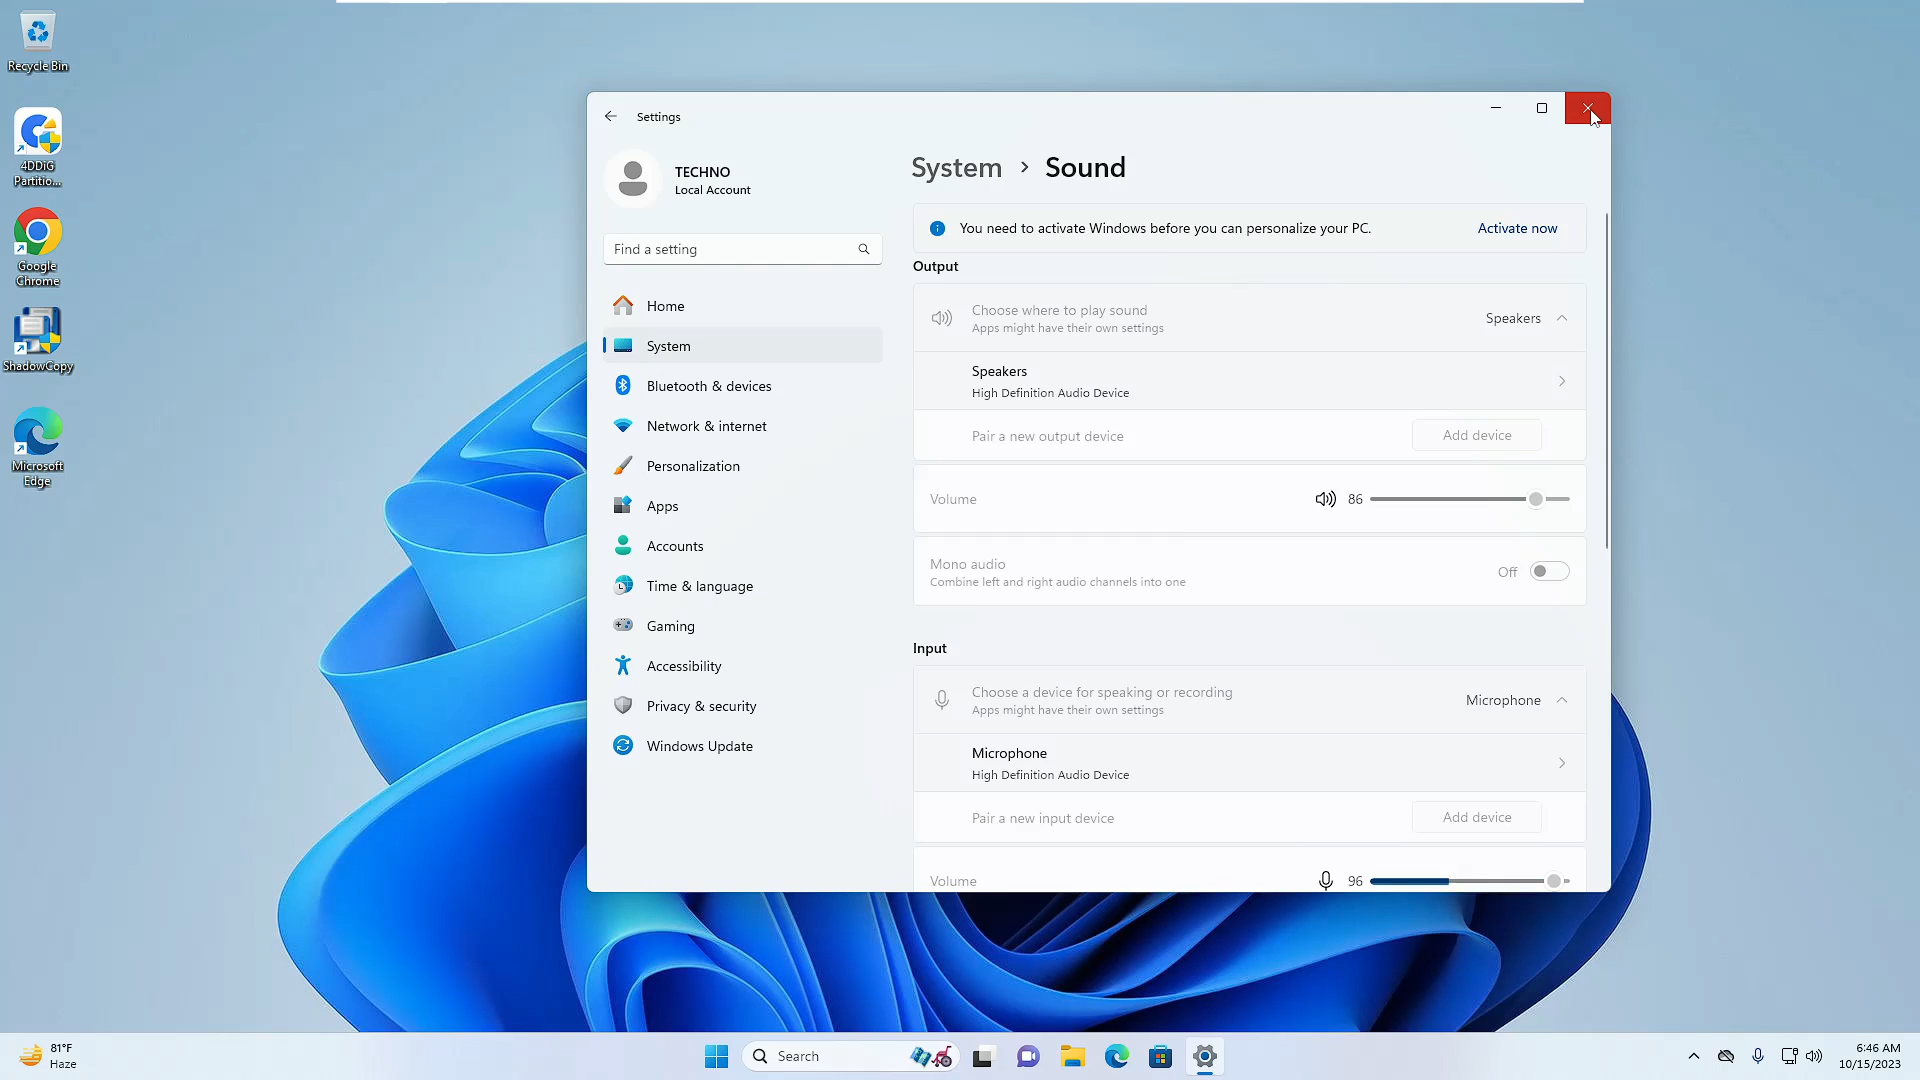 Recycle Bin
4DDiG
Partitio...
Google
Chrome
ShadowCopy
Microsoft
Edge
Settings
TECHNO
Local Account
Find a setting
Home
System
Bluetooth & devices
Network & internet
Personalization
Apps
Accounts
Time & language
Gaming
Accessibility
Privacy & security
Windows Update
System > Sound
You need to activate Windows before you can personalize your PC. Activate now
Output
Choose where to play sound
Apps might have their own settings
Speakers
Speakers
High Definition Audio Device
Pair a new output device Add device
Volume 86
Mono audio
Combine left and right audio channels into one
Off
Input
Choose a device for speaking or recording
Apps might have their own settings
Microphone
Microphone
High Definition Audio Device
Pair a new input device Add device
Volume 96
81°F
Haze
Search
6:46 AM
10/15/2023